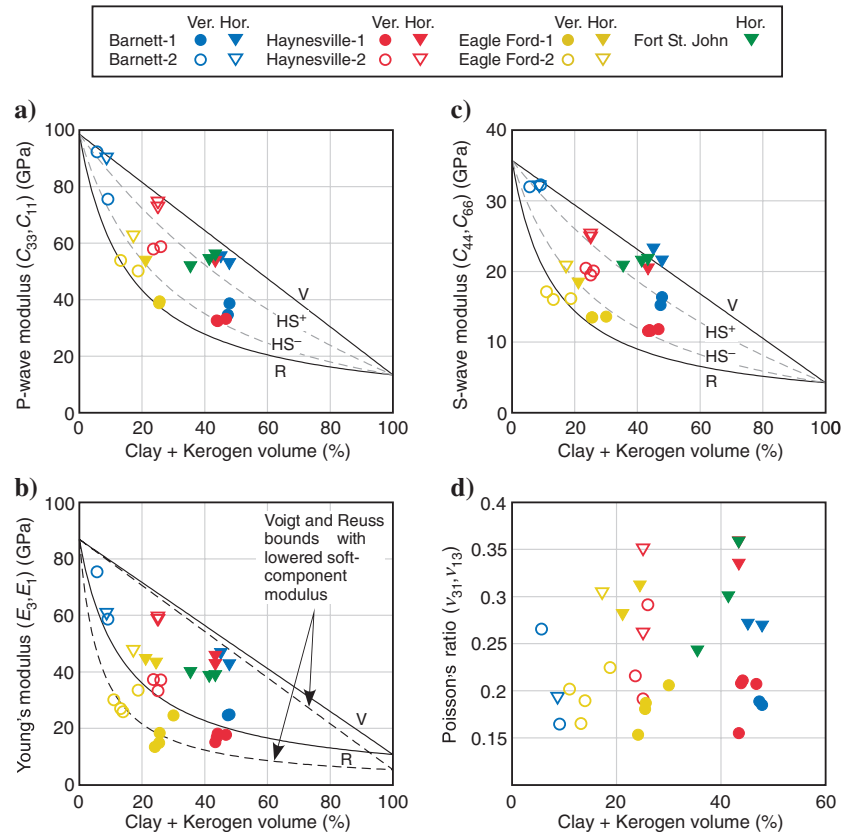 Ver. Hor. Ver. Hor. Ver. Hor. Hor.
Barnett-1 Haynesville-1 Eagle Ford-1 Fort St. John
Barnett-2 Haynesville-2 Eagle Ford-2
a)
P-wave modulus (C33, C11) (GPa)
100
80
60
40
20
0
V
HS+
HS−
R
0 20 40 60 80 100
Clay + Kerogen volume (%)
c)
S-wave modulus (C44, C66) (GPa)
40
30
20
10
0
V
HS+
HS−
R
0 20 40 60 80 100
Clay + Kerogen volume (%)
b)
Young's modulus (E3, E1) (GPa)
100
80
60
40
20
0
Voigt and Reuss
bounds with
lowered soft-
component
modulus
V
R
0 20 40 60 80 100
Clay + Kerogen volume (%)
d)
Poisson:s ratio (ν31, ν13)
0.4
0.35
0.3
0.25
0.2
0.15
0 20 40 60
Clay + Kerogen volume (%)